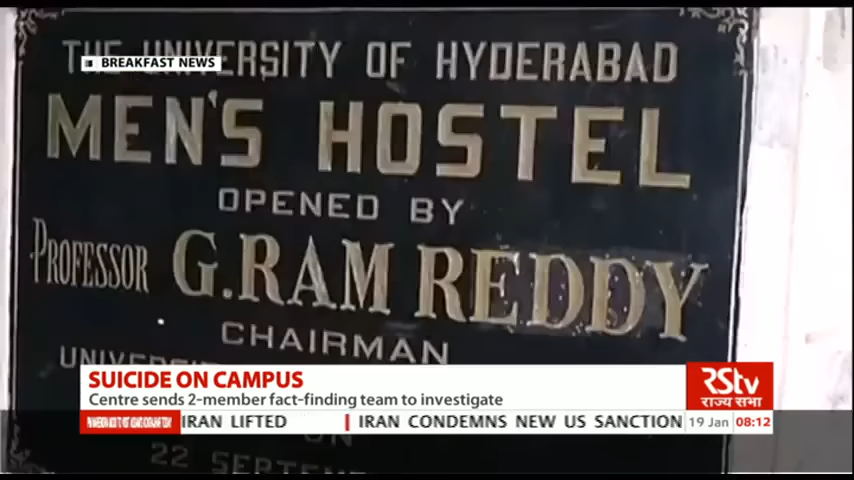 THE UNIVERSITY OF HYDERABAD
BREAKFAST NEWS
MEN'S HOSTEL
OPENED BY
PROFESSOR G.RAM REDDY
CHAIRMAN
SUICIDE ON CAMPUS
Centre sends 2-member fact-finding team to investigate
RSTV
राज्य सभा
IRAN LIFTED | IRAN CONDEMNS NEW US SANCTION
19 Jan 08:12
ON
22